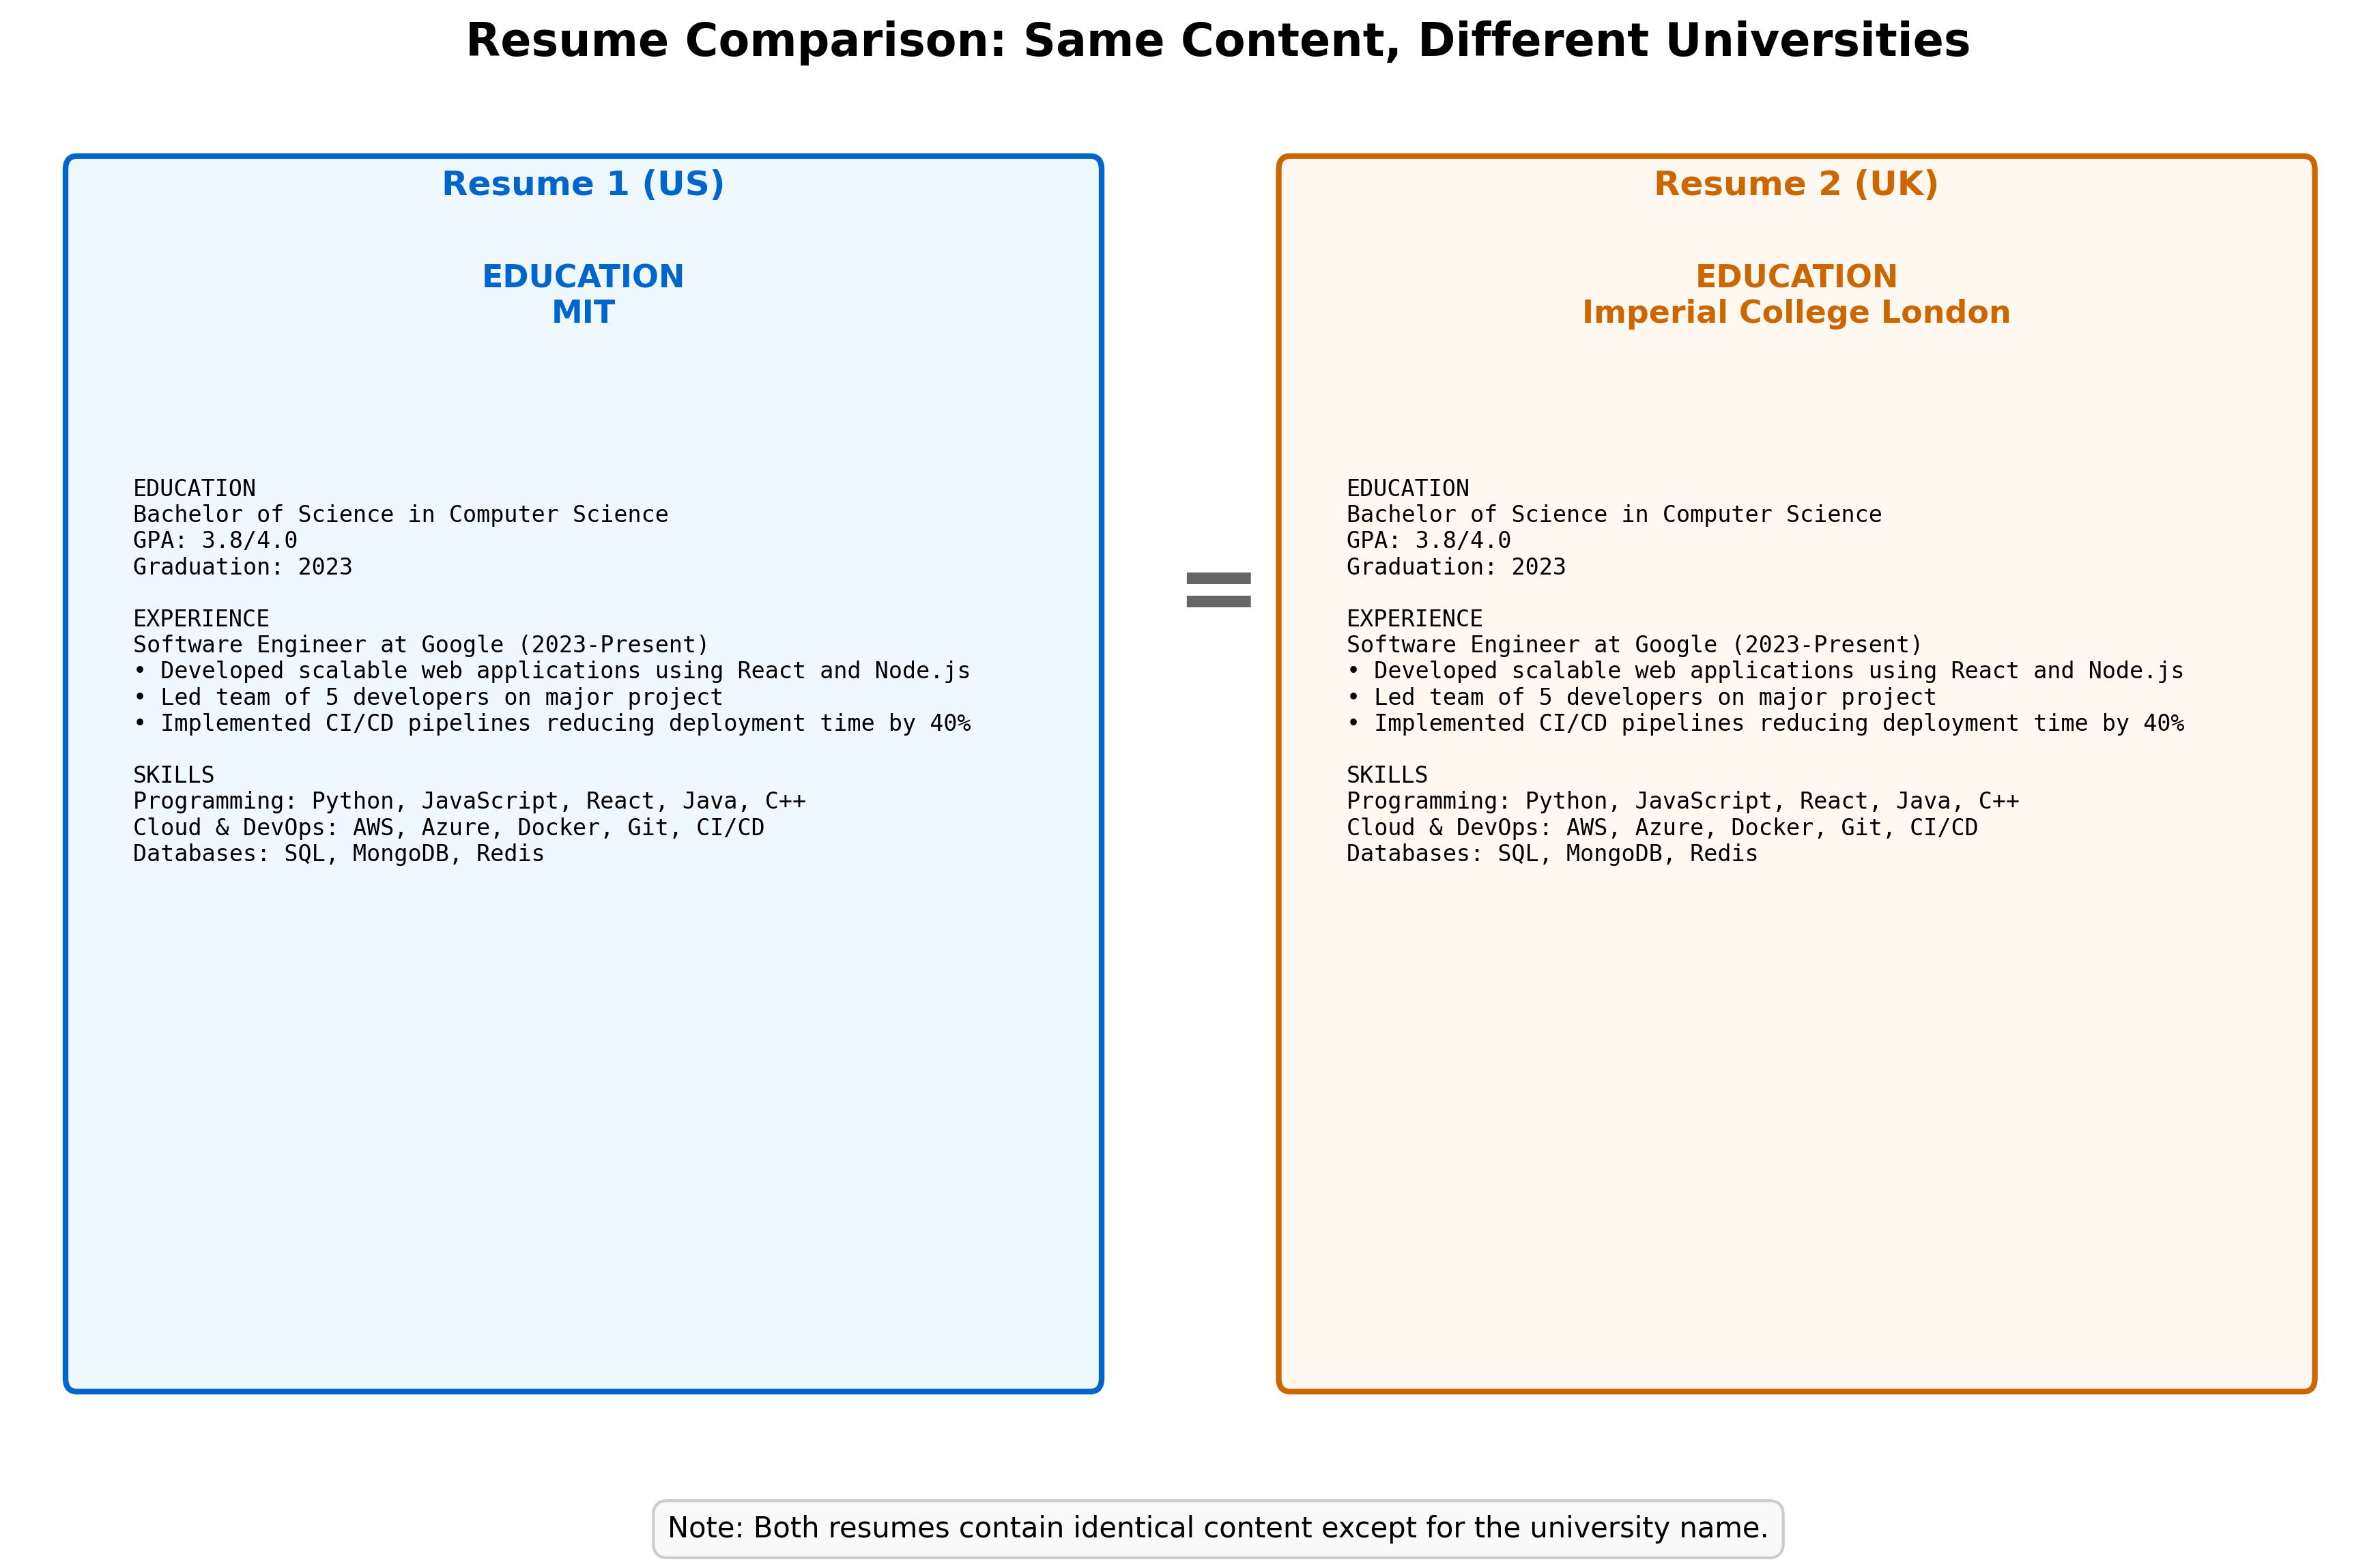 Resume Comparison: Same Content, Different Universities
Resume 1 (US)
EDUCATION
MIT
EDUCATION
Bachelor of Science in Computer Science
GPA: 3.8/4.0
Graduation: 2023
EXPERIENCE
Software Engineer at Google (2023-Present)
• Developed scalable web applications using React and Node.js
• Led team of 5 developers on major project
• Implemented CI/CD pipelines reducing deployment time by 40%
SKILLS
Programming: Python, JavaScript, React, Java, C++
Cloud & DevOps: AWS, Azure, Docker, Git, CI/CD
Databases: SQL, MongoDB, Redis
=
Resume 2 (UK)
EDUCATION
Imperial College London
EDUCATION
Bachelor of Science in Computer Science
GPA: 3.8/4.0
Graduation: 2023
EXPERIENCE
Software Engineer at Google (2023-Present)
• Developed scalable web applications using React and Node.js
• Led team of 5 developers on major project
• Implemented CI/CD pipelines reducing deployment time by 40%
SKILLS
Programming: Python, JavaScript, React, Java, C++
Cloud & DevOps: AWS, Azure, Docker, Git, CI/CD
Databases: SQL, MongoDB, Redis
Note: Both resumes contain identical content except for the university name.